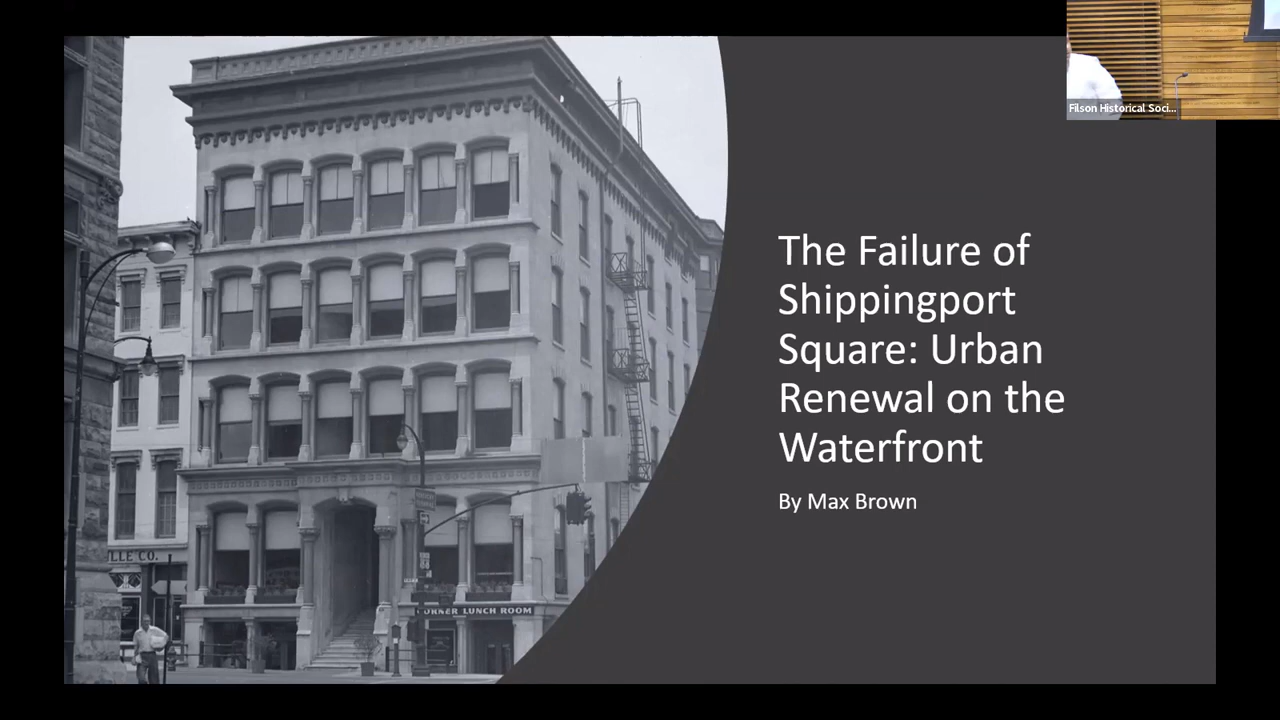 Filson Historical Soci...
The Failure of
Shippingport
Square: Urban
Renewal on the
Waterfront
By Max Brown
LLE CO.
CORNER LUNCH ROOM